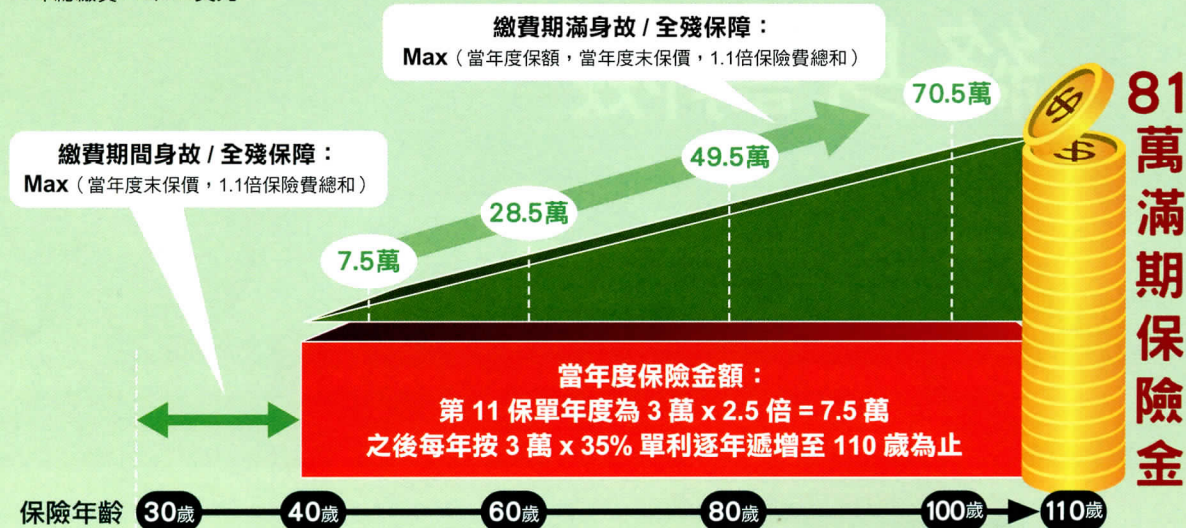 繳費期滿身故 / 全殘保障：
Max（當年度保額，當年度末保價，1.1倍保險費總和）
繳費期間身故 / 全殘保障：
Max（當年度末保價，1.1倍保險費總和）
7.5萬
28.5萬
49.5萬
70.5萬
81萬滿期保險金
當年度保險金額：
第 11 保單年度為 3 萬 x 2.5 倍 = 7.5 萬
之後每年按 3 萬 x 35% 單利逐年遞增至 110 歲為止
保險年齡 30歲 40歲 60歲 80歲 100歲 110歲